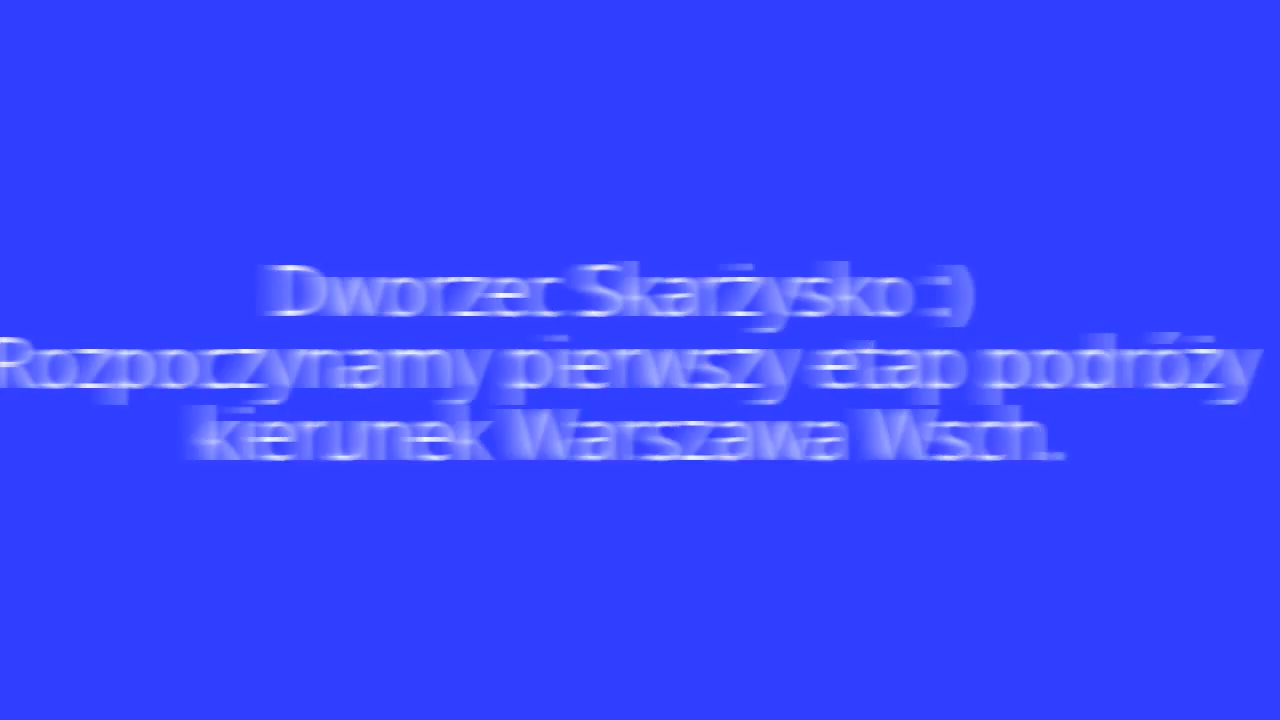 Dworzec Skarżysko :)
Rozpoczynamy pierwszy etap podróży
kierunek Warszawa Wsch..